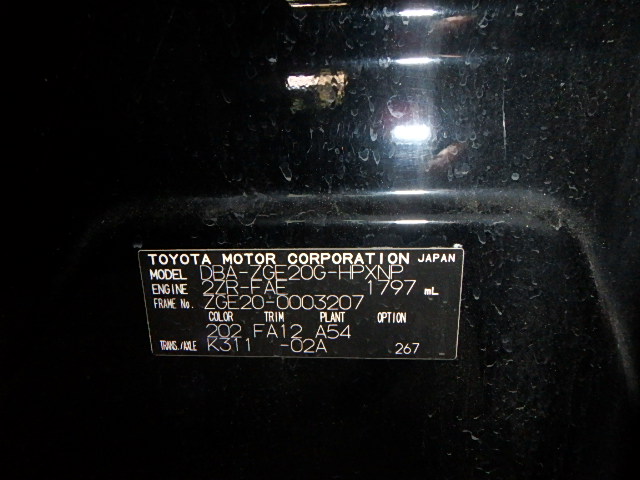 TOYOTA MOTOR CORPORATION JAPAN
MODEL DBA-ZGE20G-HPXNP
ENGINE 2ZR-FAE 1797 mL
FRAME No. ZGE20-0003207
COLOR TRIM PLANT OPTION
202 FA12 A54
TRANS./AXLE K311 -02A 267